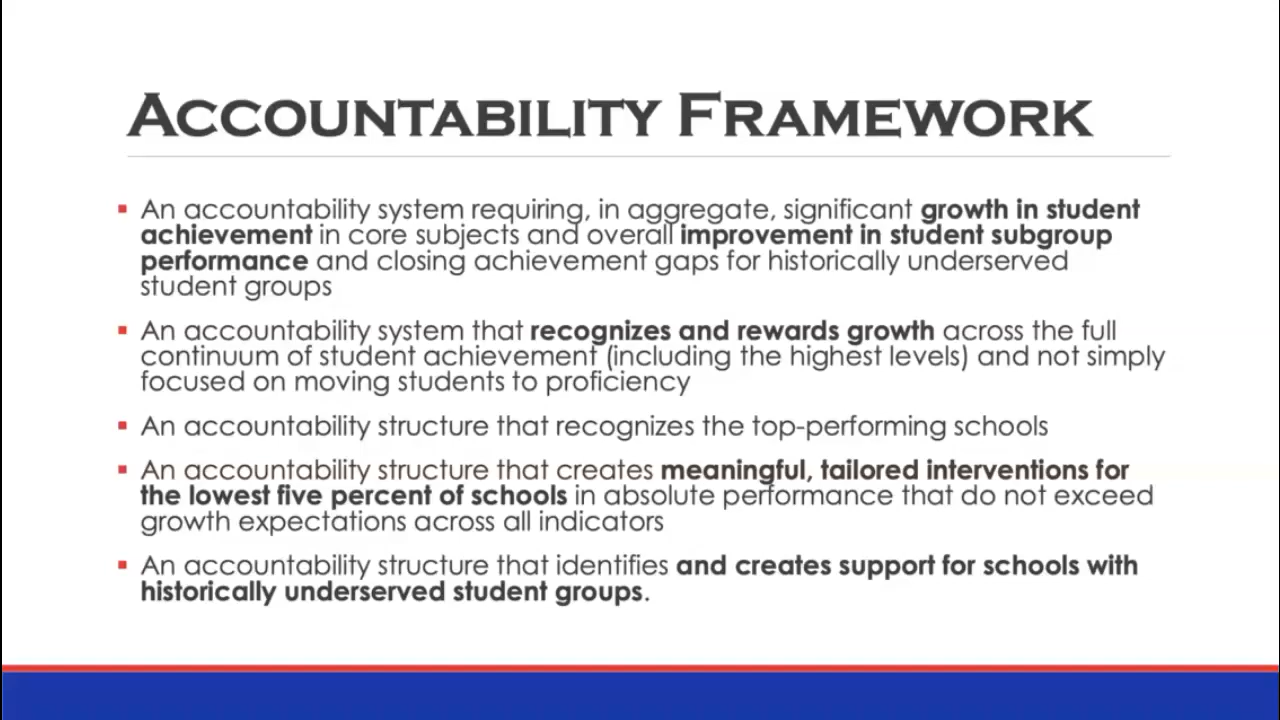 ACCOUNTABILITY FRAMEWORK
▪ An accountability system requiring, in aggregate, significant growth in student
achievement in core subjects and overall improvement in student subgroup
performance and closing achievement gaps for historically underserved
student groups
▪ An accountability system that recognizes and rewards growth across the full
continuum of student achievement (including the highest levels) and not simply
focused on moving students to proficiency
▪ An accountability structure that recognizes the top-performing schools
▪ An accountability structure that creates meaningful, tailored interventions for
the lowest five percent of schools in absolute performance that do not exceed
growth expectations across all indicators
▪ An accountability structure that identifies and creates support for schools with
historically underserved student groups.